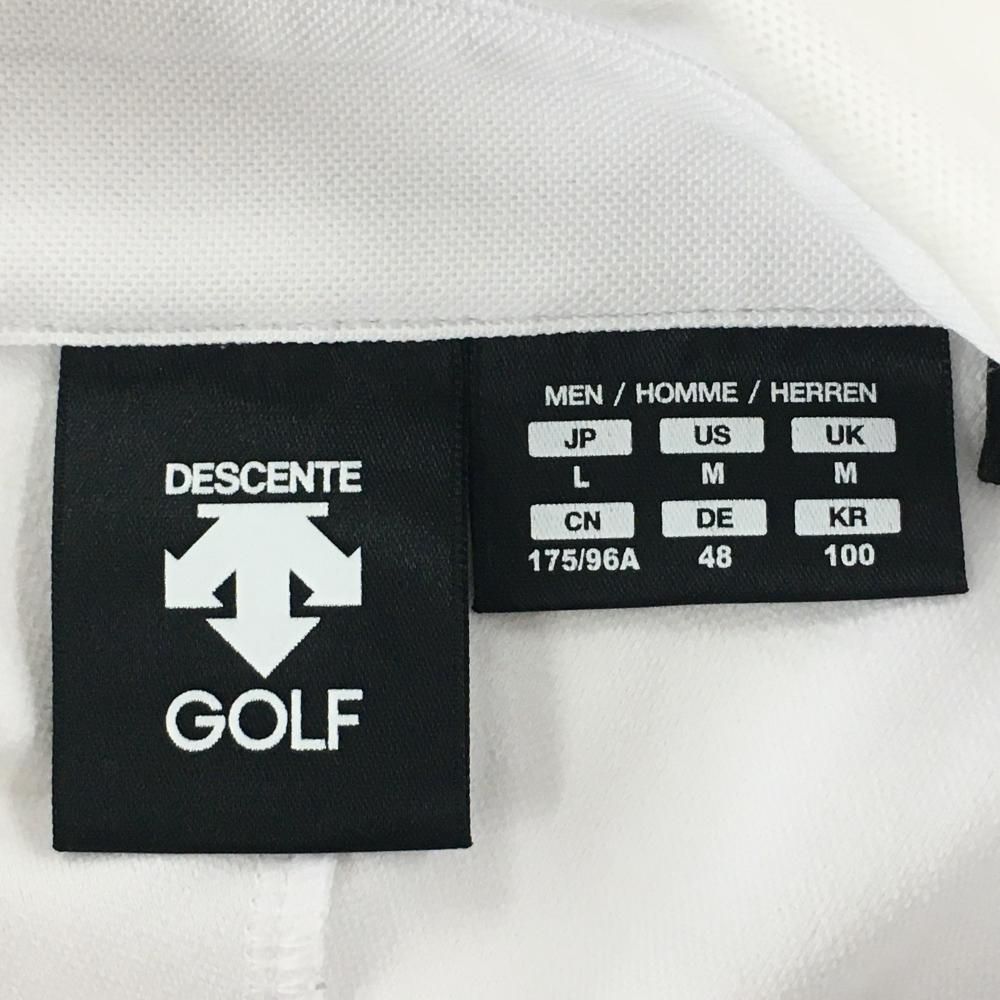 DESCENTE
GOLF
MEN / HOMME / HERREN
JP US UK
L M M
CN DE KR
175/96A 48 100